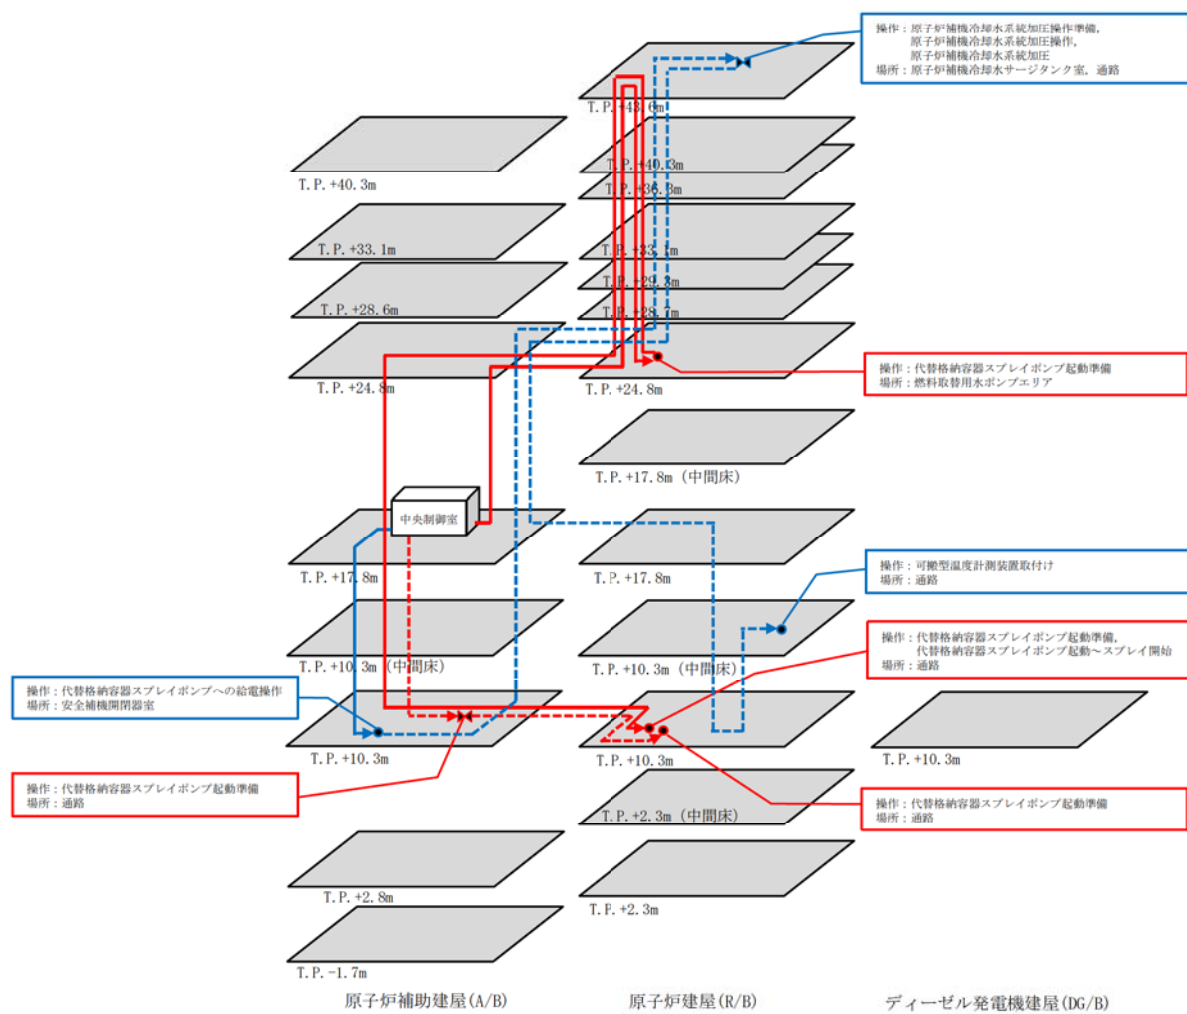 操作：原子炉補機冷却水系統加圧操作準備，
原子炉補機冷却水系統加圧操作，
原子炉補機冷却水系統加圧
場所：原子炉補機冷却水サージタンク室，通路
T.P.+43.6m
T.P.+40.3m
T.P.+40.3m
T.P.+36.3m
T.P.+33.1m
T.P.+33.1m
T.P.+29.3m
T.P.+28.6m
T.P.+28.7m
操作：代替格納容器スプレイポンプ起動準備
場所：燃料取替用水ポンプエリア
T.P.+24.8m
T.P.+24.8m
T.P.+17.8m（中間床）
中央制御室
T.P.+17.8m
T.P.+17.8m
操作：可搬型温度計測装置取付け
場所：通路
T.P.+10.3m（中間床）
T.P.+10.3m（中間床）
操作：代替格納容器スプレイポンプ起動準備，
代替格納容器スプレイポンプ起動～スプレイ開始
場所：通路
操作：代替格納容器スプレイポンプへの給電操作
場所：安全補機開閉器室
T.P.+10.3m
T.P.+10.3m
T.P.+10.3m
操作：代替格納容器スプレイポンプ起動準備
場所：通路
操作：代替格納容器スプレイポンプ起動準備
場所：通路
T.P.+2.3m（中間床）
T.P.+2.8m
T.P.+2.3m
T.P.-1.7m
原子炉補助建屋(A/B)
原子炉建屋(R/B)
ディーゼル発電機建屋(DG/B)